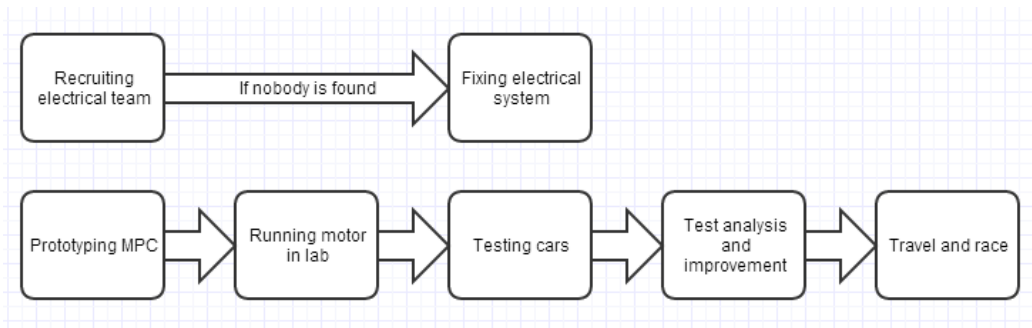 Recruiting
electrical team
If nobody is found
Fixing electrical
system
Prototyping MPC
Running motor
in lab
Testing cars
Test analysis
and
improvement
Travel and race